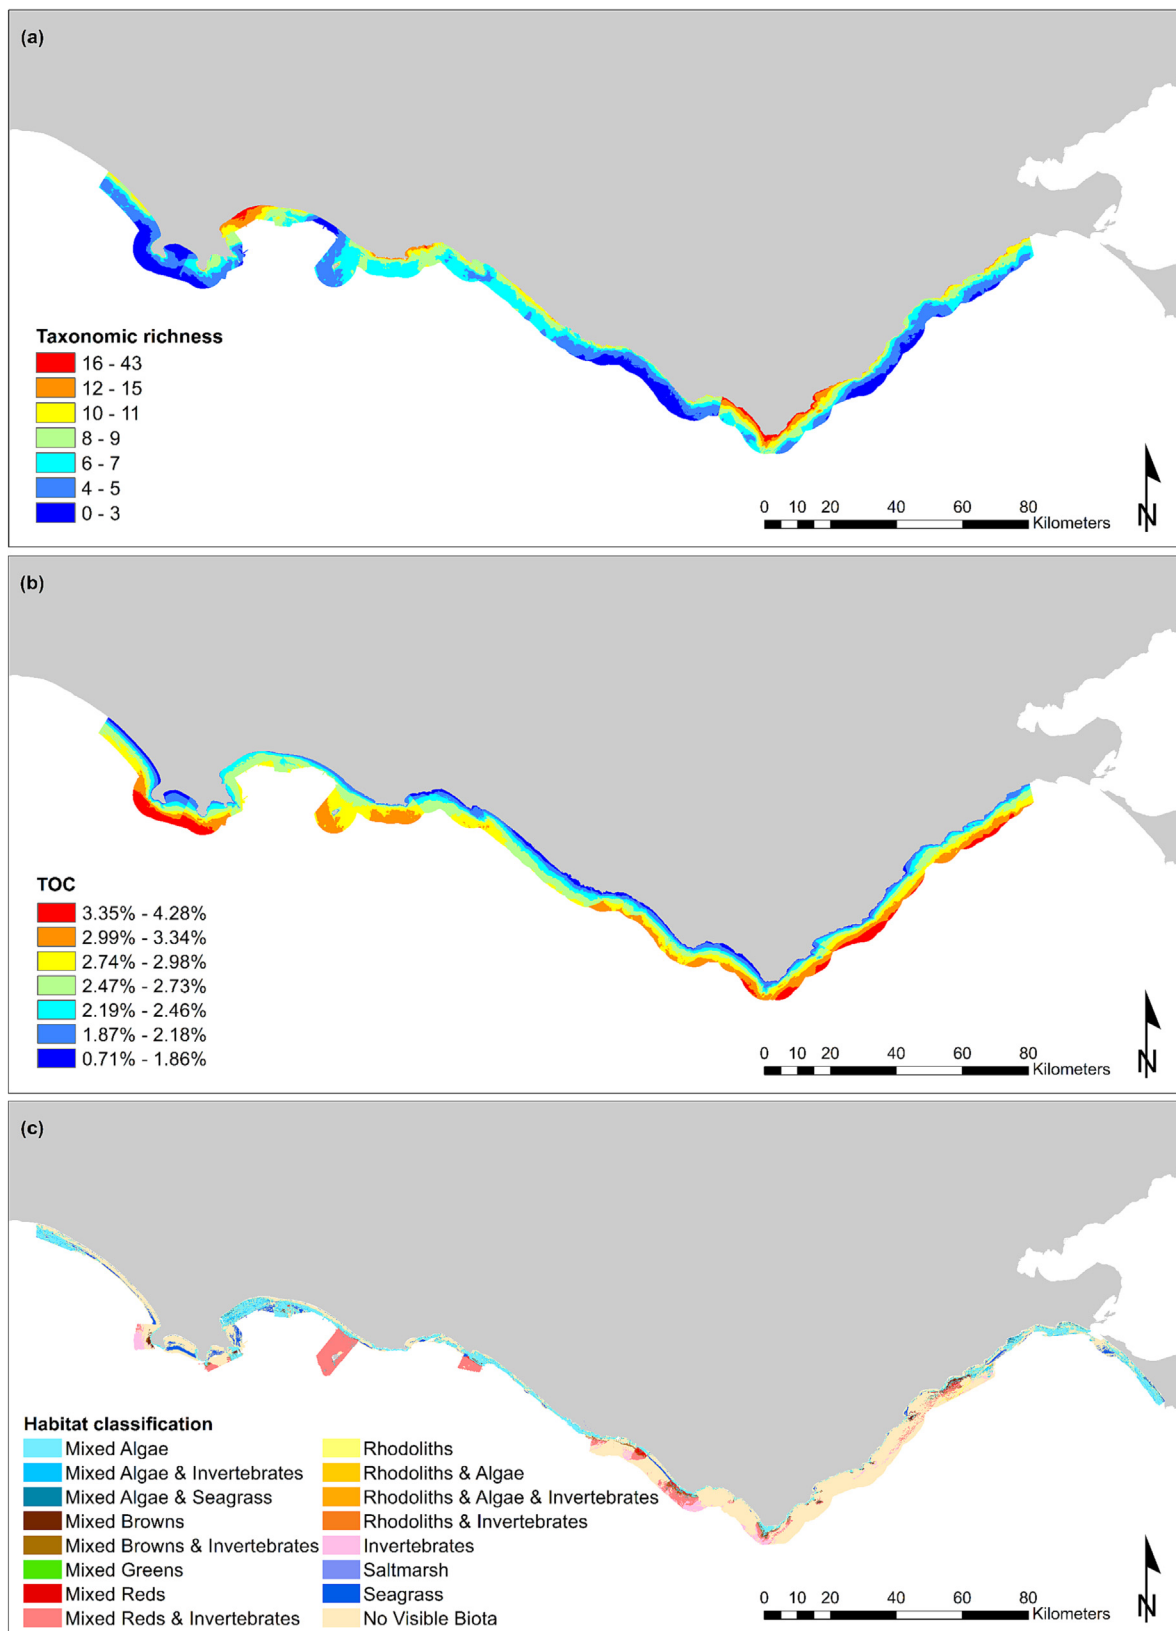 (a)
Taxonomic richness
16 - 43
12 - 15
10 - 11
8 - 9
6 - 7
4 - 5
0 - 3
0 10 20 40 60 80
Kilometers
N
(b)
TOC
3.35% - 4.28%
2.99% - 3.34%
2.74% - 2.98%
2.47% - 2.73%
2.19% - 2.46%
1.87% - 2.18%
0.71% - 1.86%
0 10 20 40 60 80
Kilometers
N
(c)
Habitat classification
Mixed Algae
Mixed Algae & Invertebrates
Mixed Algae & Seagrass
Mixed Browns
Mixed Browns & Invertebrates
Mixed Greens
Mixed Reds
Mixed Reds & Invertebrates
Rhodoliths
Rhodoliths & Algae
Rhodoliths & Algae & Invertebrates
Rhodoliths & Invertebrates
Invertebrates
Saltmarsh
Seagrass
No Visible Biota
0 10 20 40 60 80
Kilometers
N